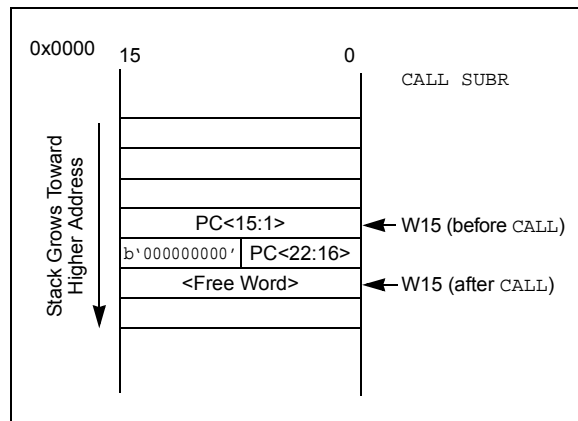 0x0000
15
0
CALL SUBR
Stack Grows Toward
Higher Address
PC<15:1>
W15 (before CALL)
b‘000000000’
PC<22:16>
<Free Word>
W15 (after CALL)